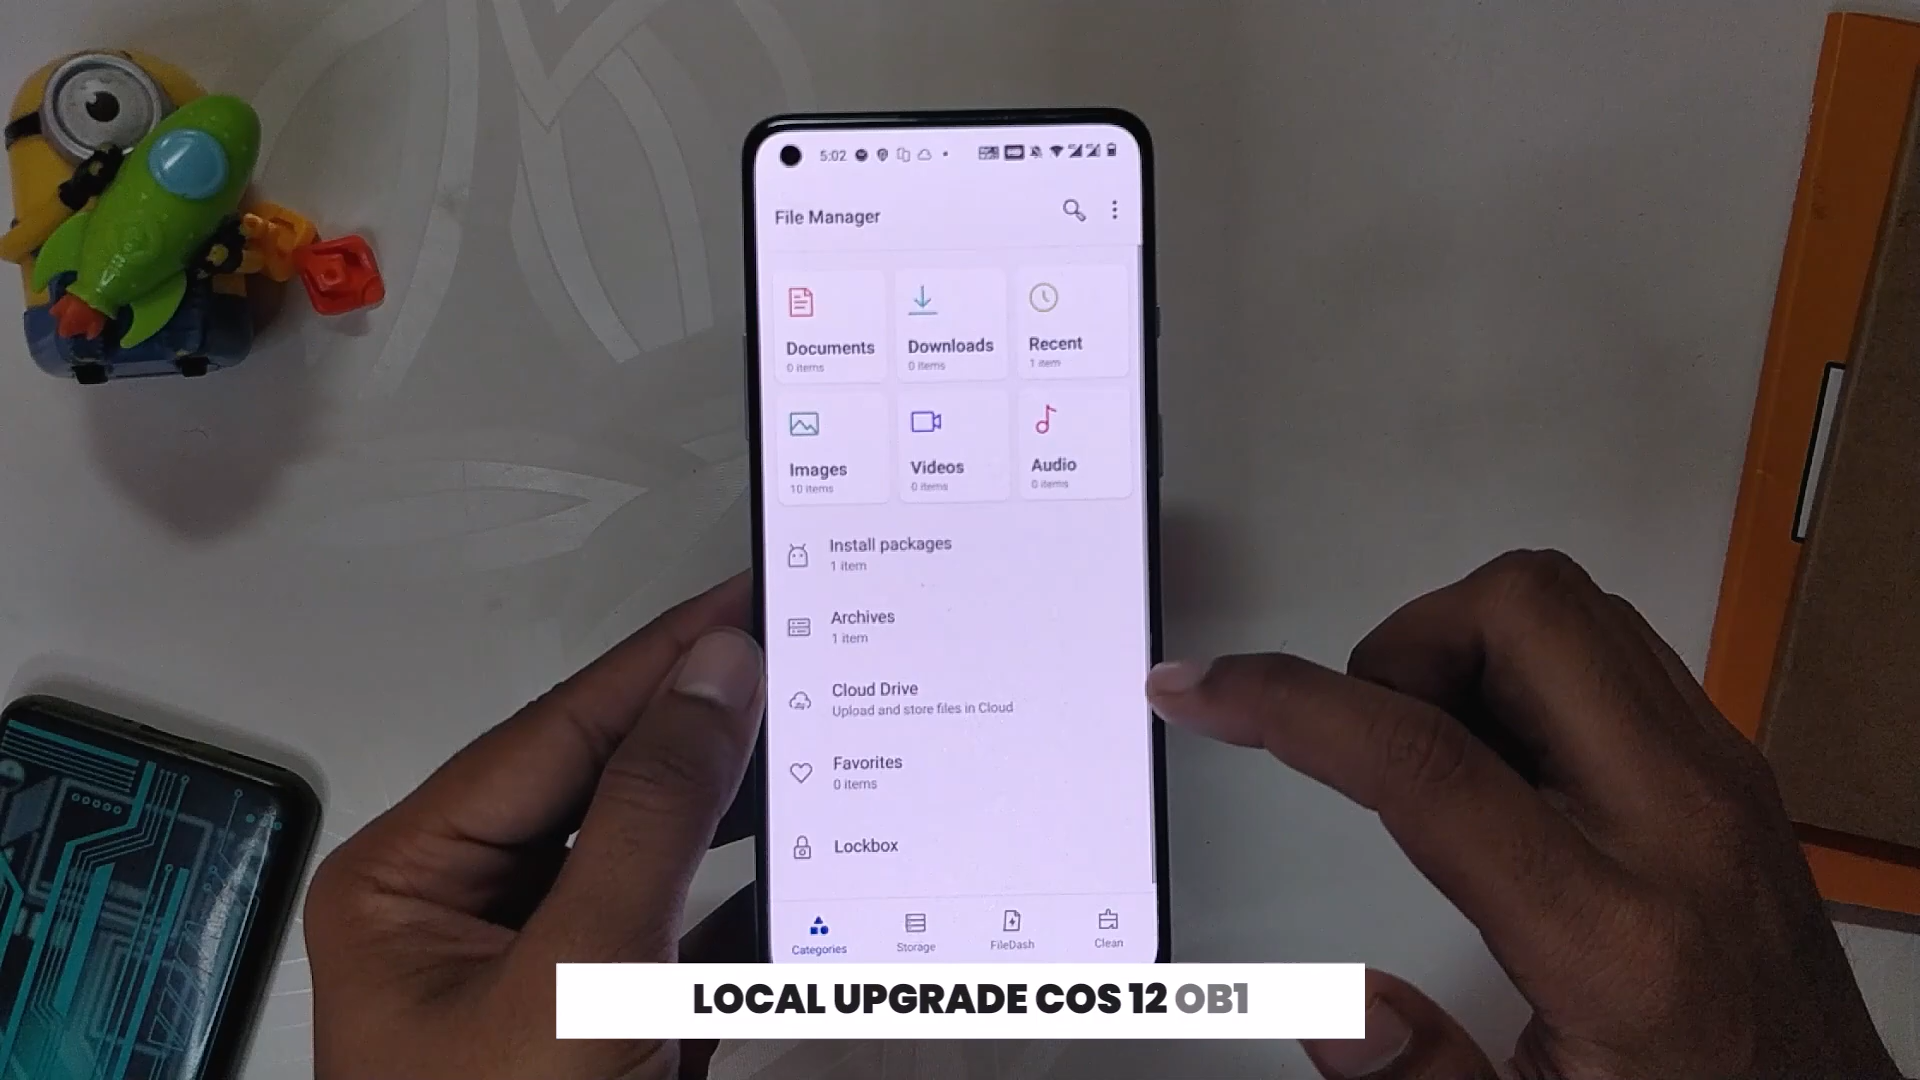 5:02
File Manager
Documents
0 items
Downloads
0 items
Recent
1 item
Images
10 items
Videos
0 items
Audio
0 items
Install packages
1 item
Archives
1 item
Cloud Drive
Upload and store files in Cloud
Favorites
0 items
Lockbox
Categories
Storage
FileDash
Clean
LOCAL UPGRADE COS 12 OB1